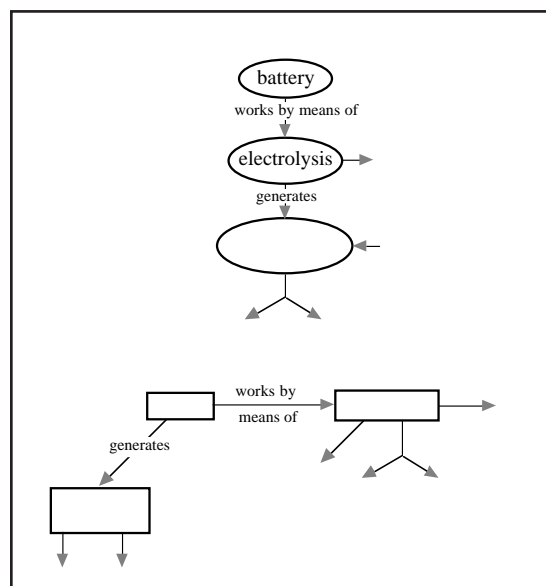 battery
works by means of
electrolysis
generates
works by
means of
generates